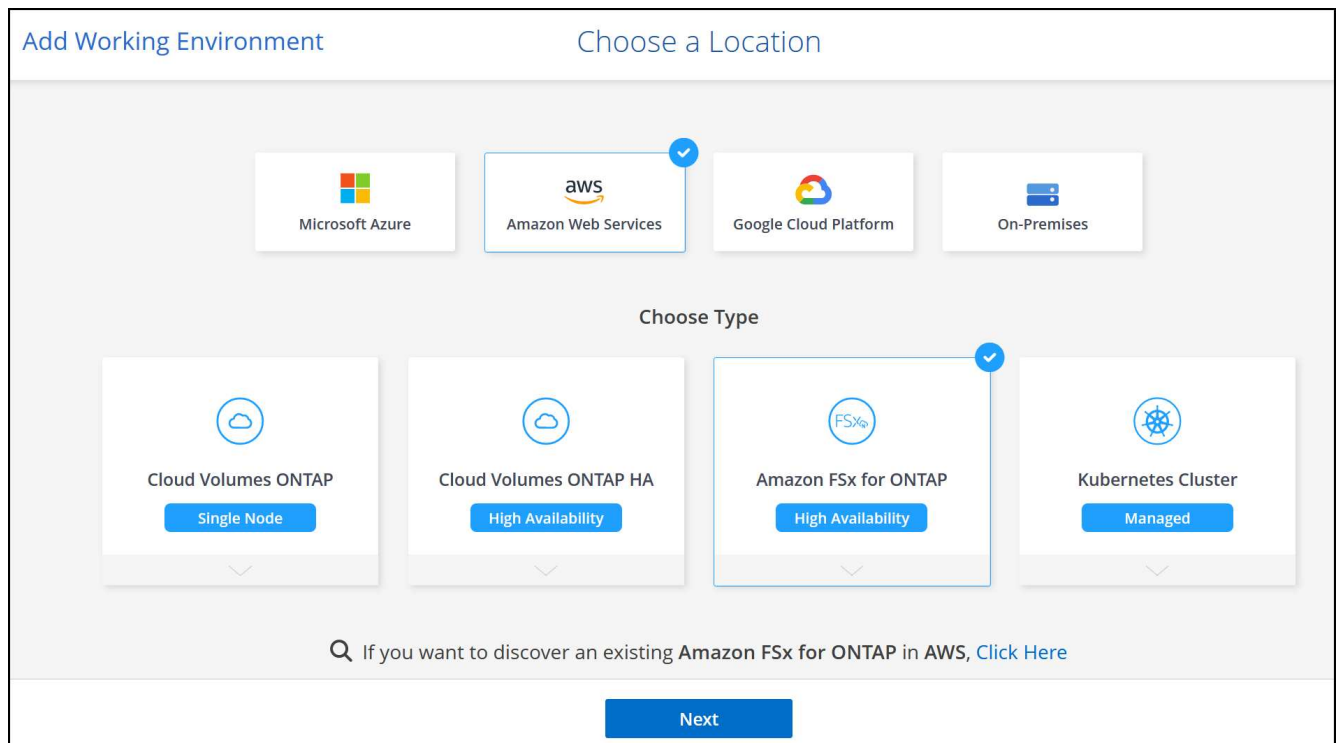 Add Working Environment
Choose a Location
Microsoft Azure
aws
Amazon Web Services
Google Cloud Platform
On-Premises
Choose Type
Cloud Volumes ONTAP
Single Node
Cloud Volumes ONTAP HA
High Availability
FSx
Amazon FSx for ONTAP
High Availability
Kubernetes Cluster
Managed
If you want to discover an existing Amazon FSx for ONTAP in AWS, Click Here
Next